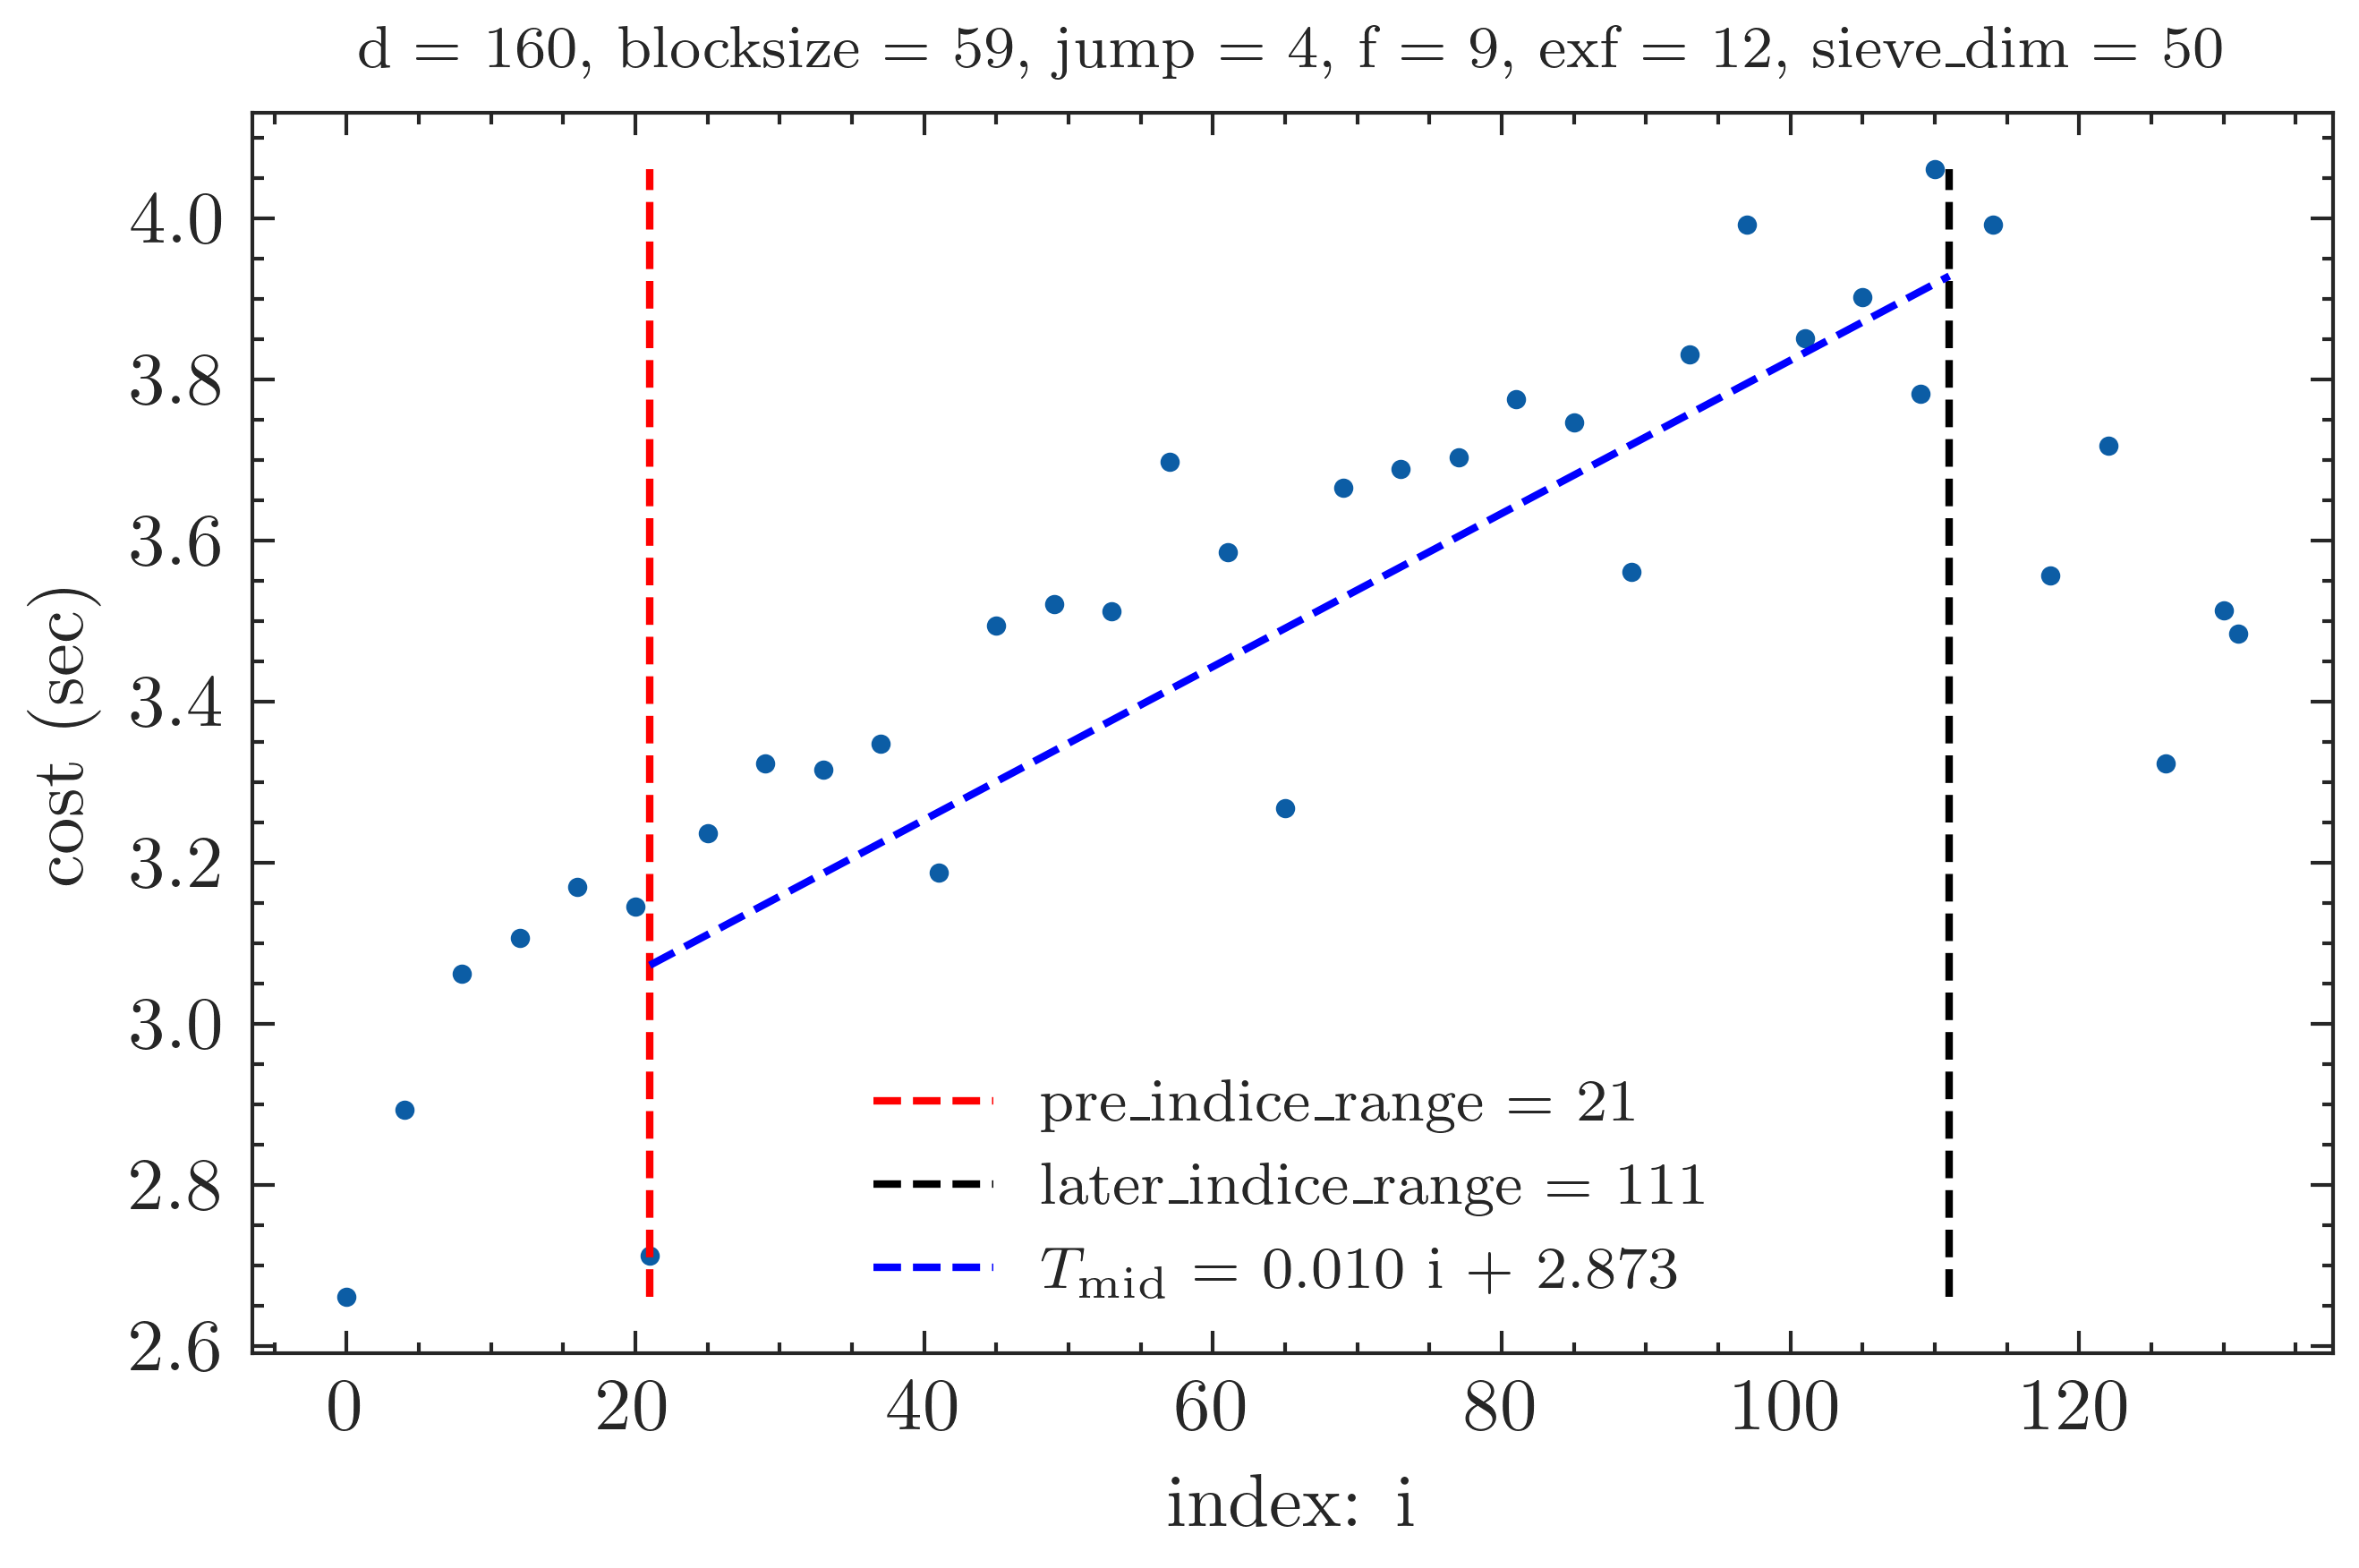 d = 160, blocksize = 59, jump = 4, f = 9, exf = 12, sieve_dim = 50
cost (sec)
4.0
3.8
3.6
3.4
3.2
3.0
2.8
2.6
pre_indice_range = 21
later_indice_range = 111
T_mid = 0.010 i + 2.873
0 20 40 60 80 100 120
index: i